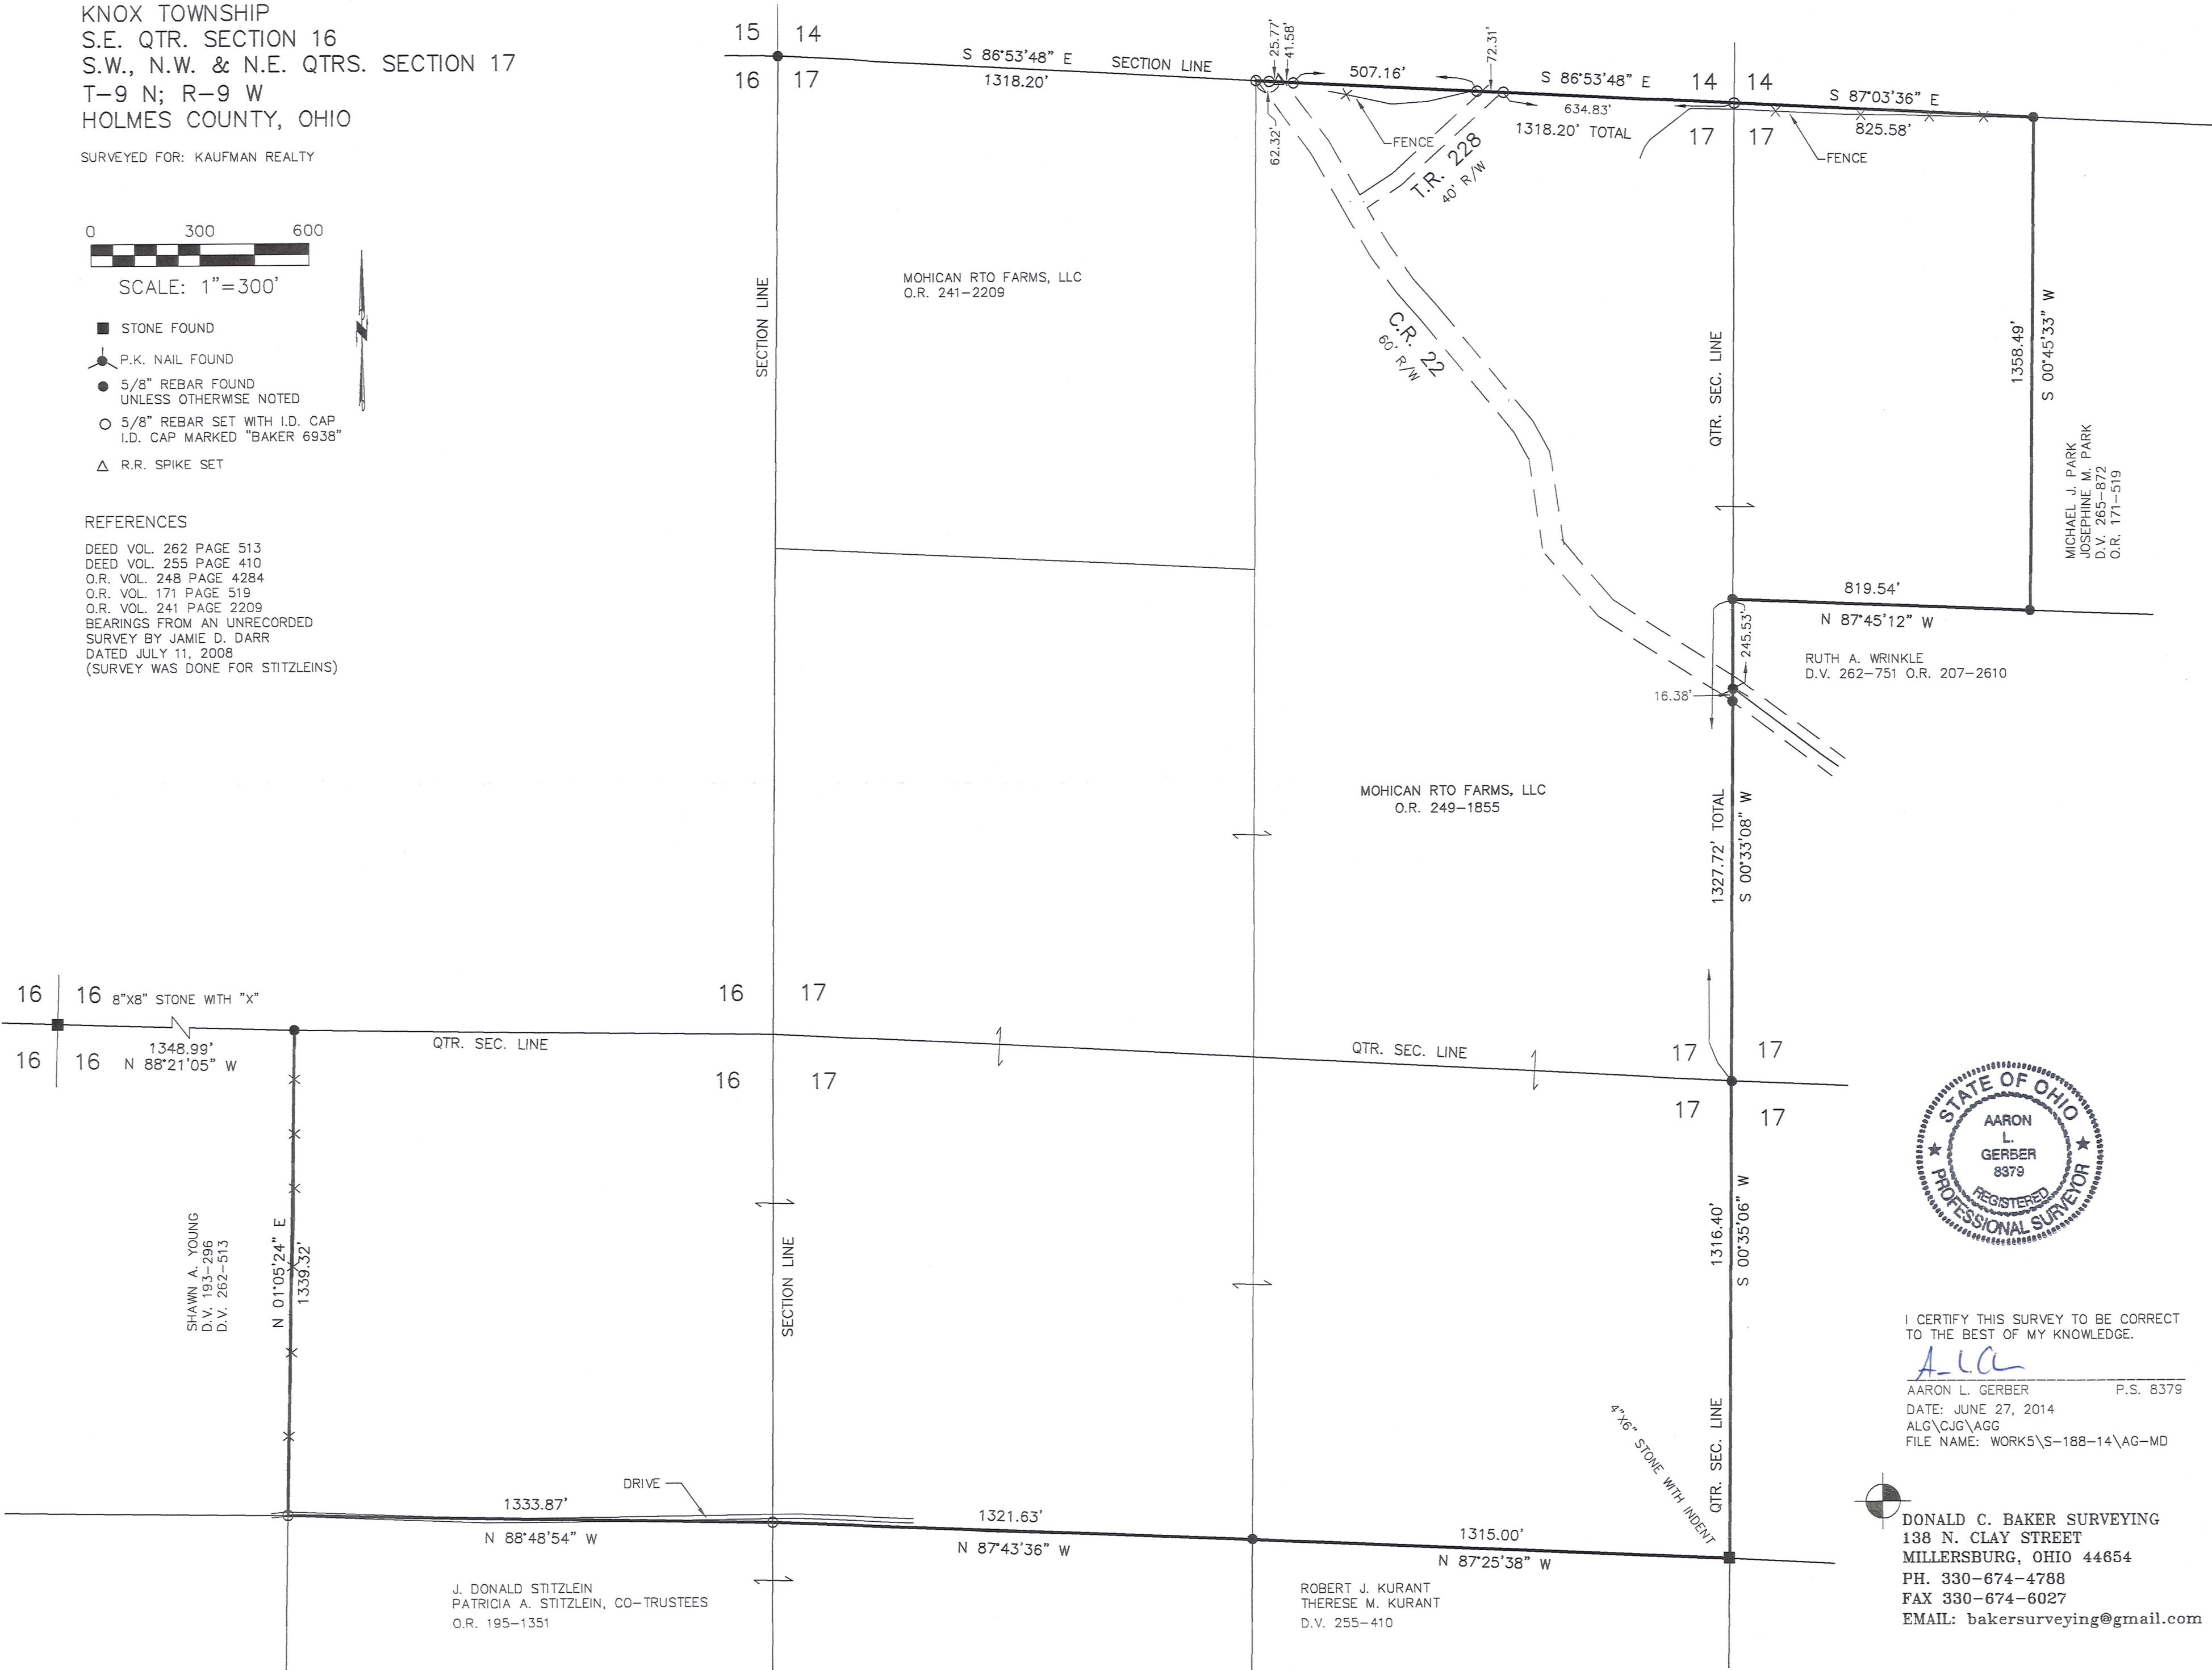 KNOX TOWNSHIP
S.E. QTR. SECTION 16
S.W., N.W. & N.E. QTRS. SECTION 17
T-9 N; R-9 W
HOLMES COUNTY, OHIO
SURVEYED FOR: KAUFMAN REALTY
0 300 600
SCALE: 1"=300'
STONE FOUND
P.K. NAIL FOUND
5/8" REBAR FOUND
UNLESS OTHERWISE NOTED
5/8" REBAR SET WITH I.D. CAP
I.D. CAP MARKED "BAKER 6938"
R.R. SPIKE SET
N
REFERENCES
DEED VOL. 262 PAGE 513
DEED VOL. 255 PAGE 410
O.R. VOL. 248 PAGE 4284
O.R. VOL. 171 PAGE 519
O.R. VOL. 241 PAGE 2209
BEARINGS FROM AN UNRECORDED
SURVEY BY JAMIE D. DARR
DATED JULY 11, 2008
(SURVEY WAS DONE FOR STITZLEINS)
15 14
16 17
S 86°53'48" E
1318.20'
SECTION LINE
25.77'
41.58'
62.32'
507.16'
72.31'
S 86°53'48" E
634.83'
1318.20' TOTAL
14 14
17 17
S 87°03'36" E
825.58'
FENCE
FENCE
T.R. 228
40' R/W
C.R. 22
60' R/W
SECTION LINE
MOHICAN RTO FARMS, LLC
O.R. 241-2209
QTR. SEC. LINE
1358.49'
S 00°45'33" W
MICHAEL J. PARK
JOSEPHINE M. PARK
D.V. 265-872
O.R. 171-519
819.54'
N 87°45'12" W
245.53'
16.38'
RUTH A. WRINKLE
D.V. 262-751 O.R. 207-2610
MOHICAN RTO FARMS, LLC
O.R. 249-1855
1327.72' TOTAL
S 00°33'08" W
16 16
8"X8" STONE WITH "X"
1348.99'
16 16
N 88°21'05" W
16 17
QTR. SEC. LINE
16 17
QTR. SEC. LINE
17 17
17 17
SHAWN A. YOUNG
D.V. 193-296
D.V. 262-513
N 01°05'24" E
1339.32'
SECTION LINE
1316.40'
S 00°35'06" W
QTR. SEC. LINE
4"X6" STONE WITH INDENT
DRIVE
1333.87'
N 88°48'54" W
1321.63'
N 87°43'36" W
1315.00'
N 87°25'38" W
J. DONALD STITZLEIN
PATRICIA A. STITZLEIN, CO-TRUSTEES
O.R. 195-1351
ROBERT J. KURANT
THERESE M. KURANT
D.V. 255-410
STATE OF OHIO
AARON
L.
GERBER
8379
REGISTERED
PROFESSIONAL SURVEYOR
I CERTIFY THIS SURVEY TO BE CORRECT
TO THE BEST OF MY KNOWLEDGE.
AARON L. GERBER P.S. 8379
DATE: JUNE 27, 2014
ALG\CJG\AGG
FILE NAME: WORK5\S-188-14\AG-MD
DONALD C. BAKER SURVEYING
138 N. CLAY STREET
MILLERSBURG, OHIO 44654
PH. 330-674-4788
FAX 330-674-6027
EMAIL: bakersurveying@gmail.com